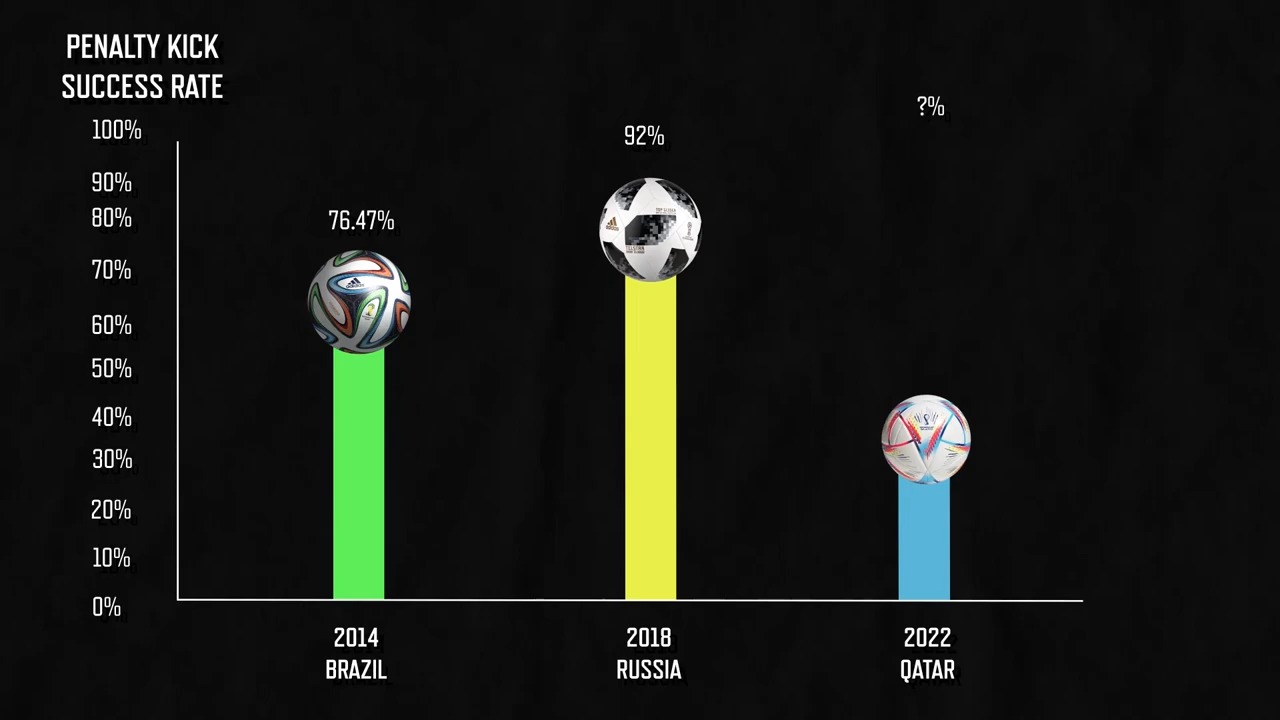 PENALTY KICK
SUCCESS RATE
100%
90%
80%
70%
60%
50%
40%
30%
20%
10%
0%
76.47%
92%
?%
adidas
2014
BRAZIL
2018
RUSSIA
2022
QATAR